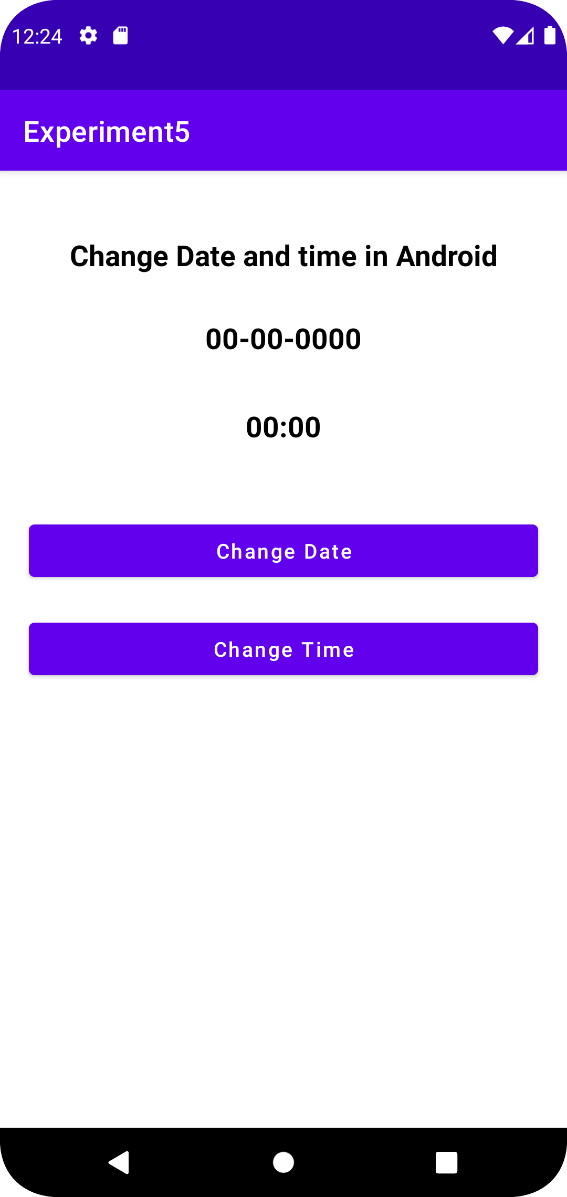 12:24
Experiment5
Change Date and time in Android
00-00-0000
00:00
Change Date
Change Time